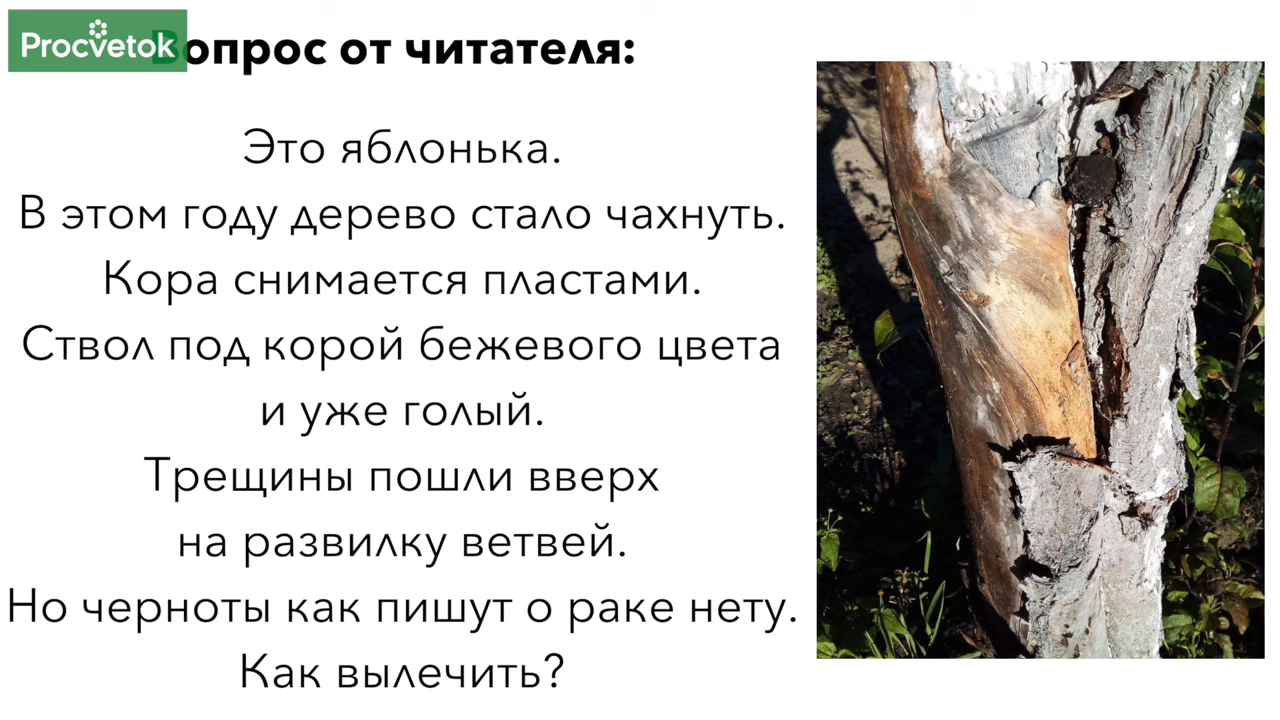 Procvetok
Вопрос от читателя:
Это яблонька.
В этом году дерево стало чахнуть.
Кора снимается пластами.
Ствол под корой бежевого цвета
и уже голый.
Трещины пошли вверх
на развилку ветвей.
Но черноты как пишут о раке нету.
Как вылечить?